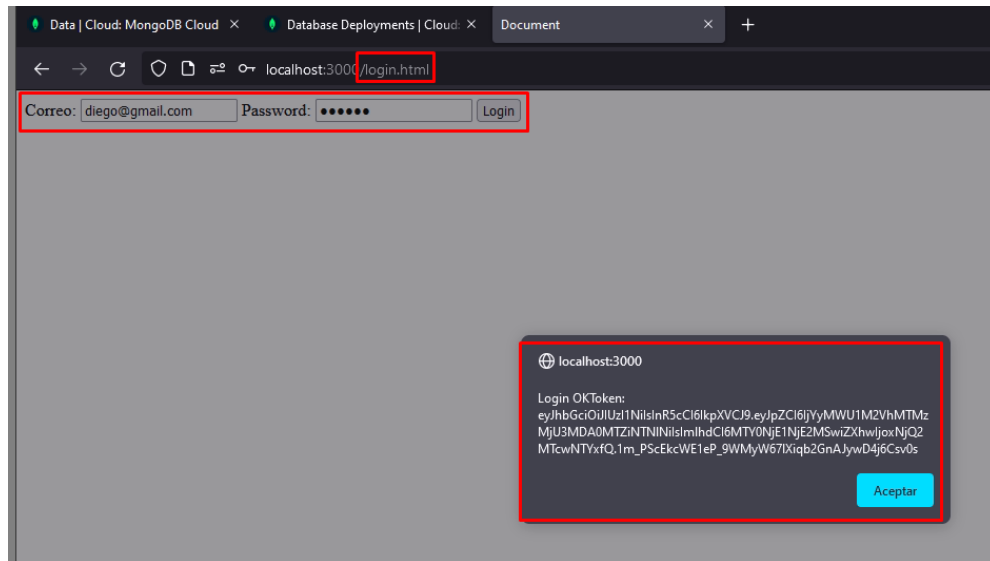 Data | Cloud: MongoDB Cloud
Database Deployments | Cloud:
Document
localhost:3000/login.html
Correo: diego@gmail.com Password: •••••• Login
localhost:3000
Login OKToken:
eyJhbGciOiJIUzI1NiIsInR5cCI6IkpXVCJ9.eyJpZCI6IjYyMWU1M2VhMTMz
MjU3MDA0MTZiNTNlNiIsImlhdCI6MTY0NjE1NjE2MSwiZXhwIjoxNjQ2
MTcwNTYxfQ.1m_PScEkcWE1eP_9WMyW67lXiqb2GnAJywD4j6Csv0s
Aceptar